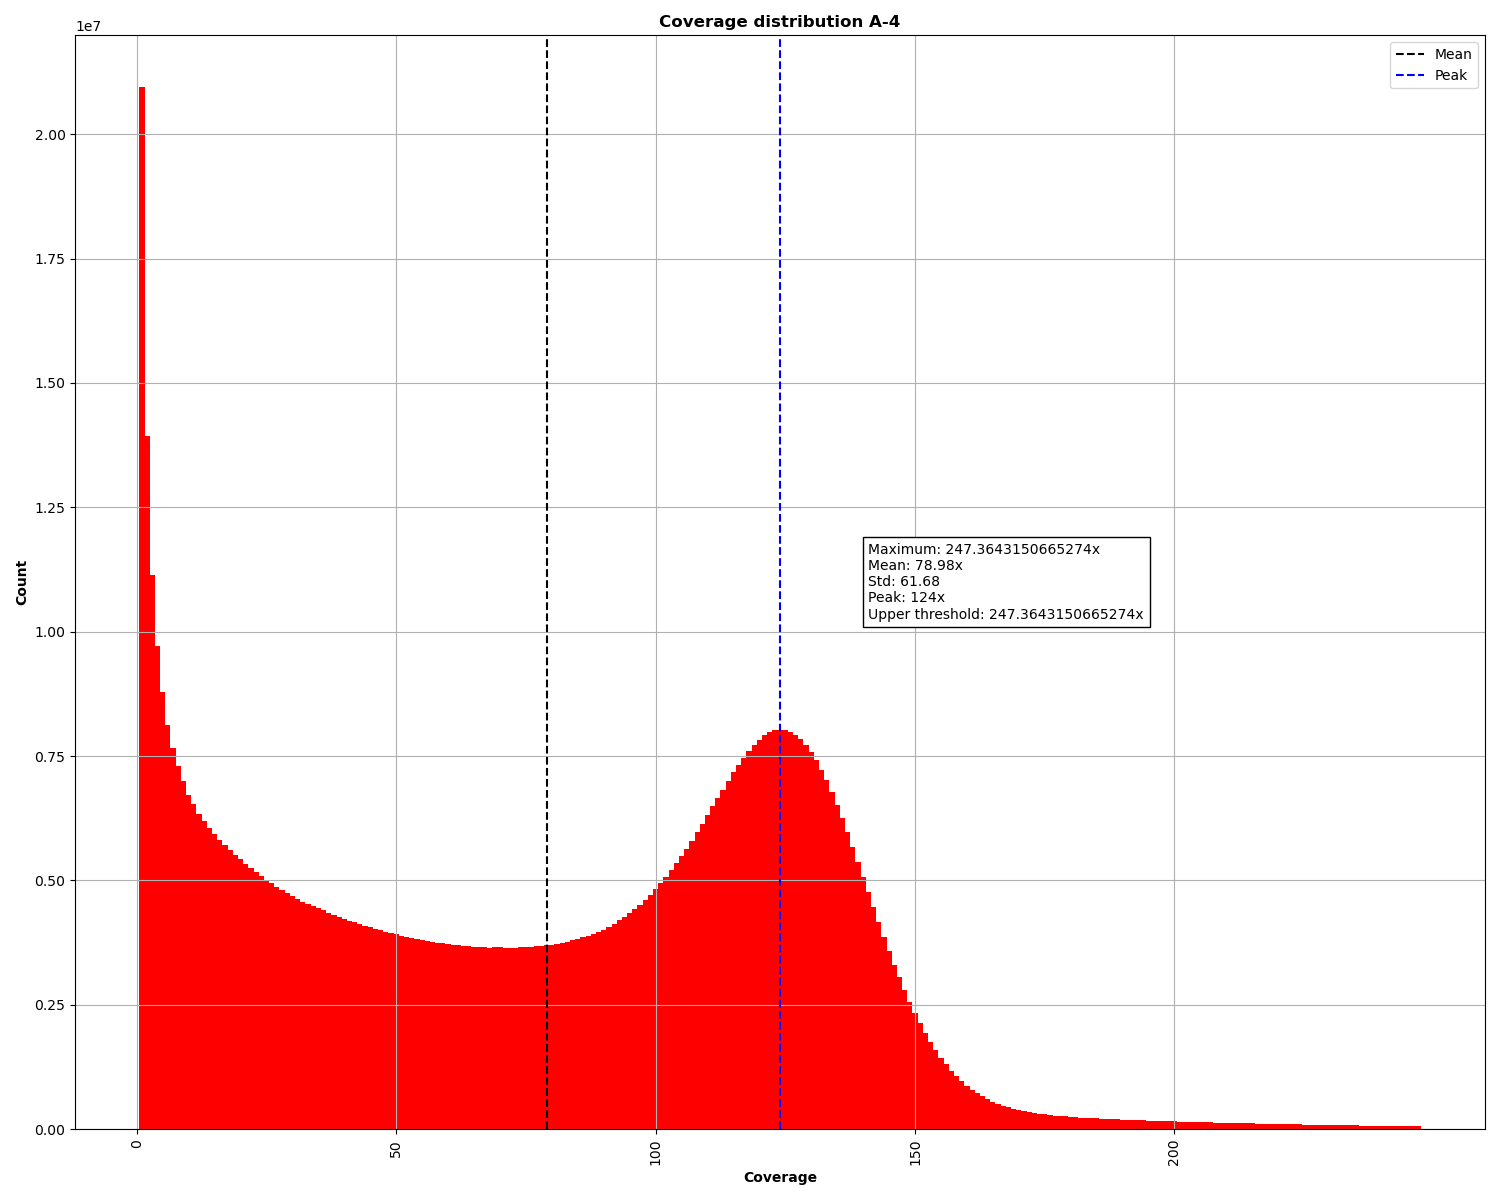 Coverage distribution A-4
1e7
Mean
Peak
2.00
1.75
1.50
1.25
1.00
0.75
0.50
0.25
0.00
Count
Maximum: 247.3643150665274x
Mean: 78.98x
Std: 61.68
Peak: 124x
Upper threshold: 247.3643150665274x
0
50
100
150
200
Coverage